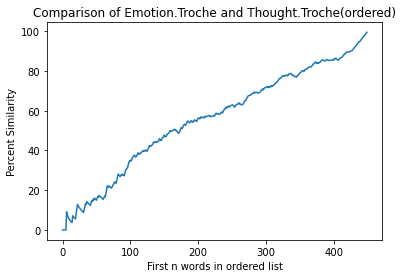 Comparison of Emotion.Troche and Thought.Troche(ordered)
100
80
60
40
20
0
Percent Similarity
0 100 200 300 400
First n words in ordered list